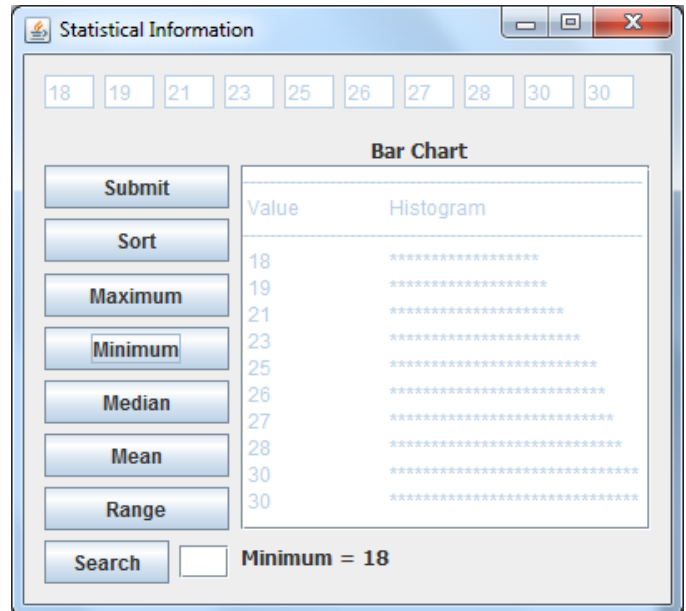 Statistical Information
18 19 21 23 25 26 27 28 30 30
Bar Chart
Submit
Sort
Maximum
Minimum
Median
Mean
Range
Value Histogram
18 ******************
19 *******************
21 *********************
23 ***********************
25 *************************
26 **************************
27 ***************************
28 ****************************
30 ******************************
30 ******************************
Search
Minimum = 18